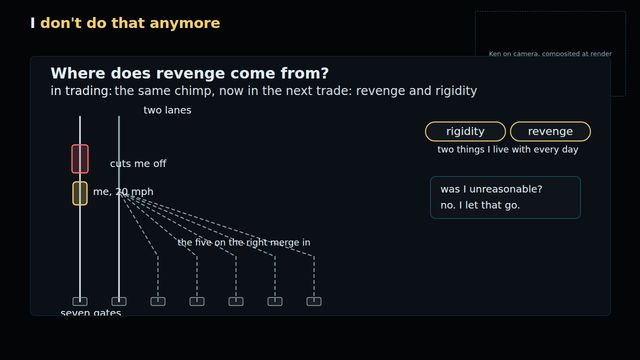 I don't do that anymore
Ken on camera, composited at render
Where does revenge come from?
in trading: the same chimp, now in the next trade: revenge and rigidity
two lanes
rigidity
revenge
two things I live with every day
cuts me off
me, 20 mph
was I unreasonable?
no. I let that go.
the five on the right merge in
seven gates